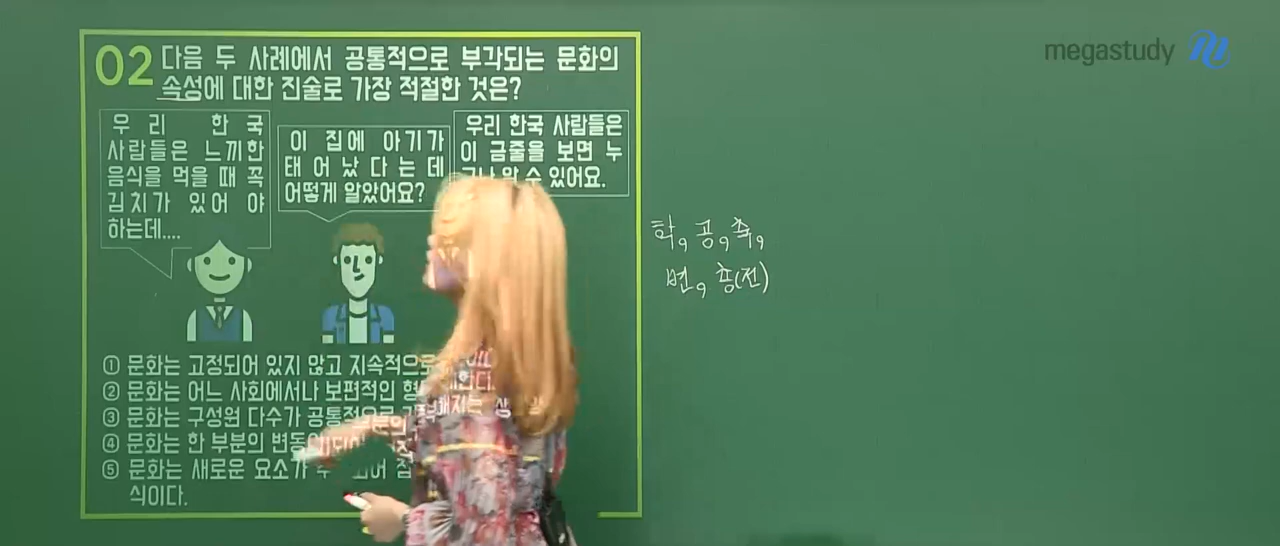 02 다음 두 사례에서 공통적으로 부각되는 문화의
속성에 대한 진술로 가장 적절한 것은?
우리 한국
사람들은 느끼한
음식을 먹을 때 꼭
김치가 있어야
하는데....
이 집에 아기가
태어났다는데
어떻게 알았어요?
우리 한국 사람들은
이 금줄을 보면 누
알 수 있어요.
① 문화는 고정되어 있지 않고 지속적으로
② 문화는 어느 사회에서나 보편적인
③ 문화는 구성원 다수가 공통적으로
④ 문화는 한 부분의
⑤ 문화는 새로운 요소가
식이다.
학, 공, 축,
변, 총(전)
megastudy